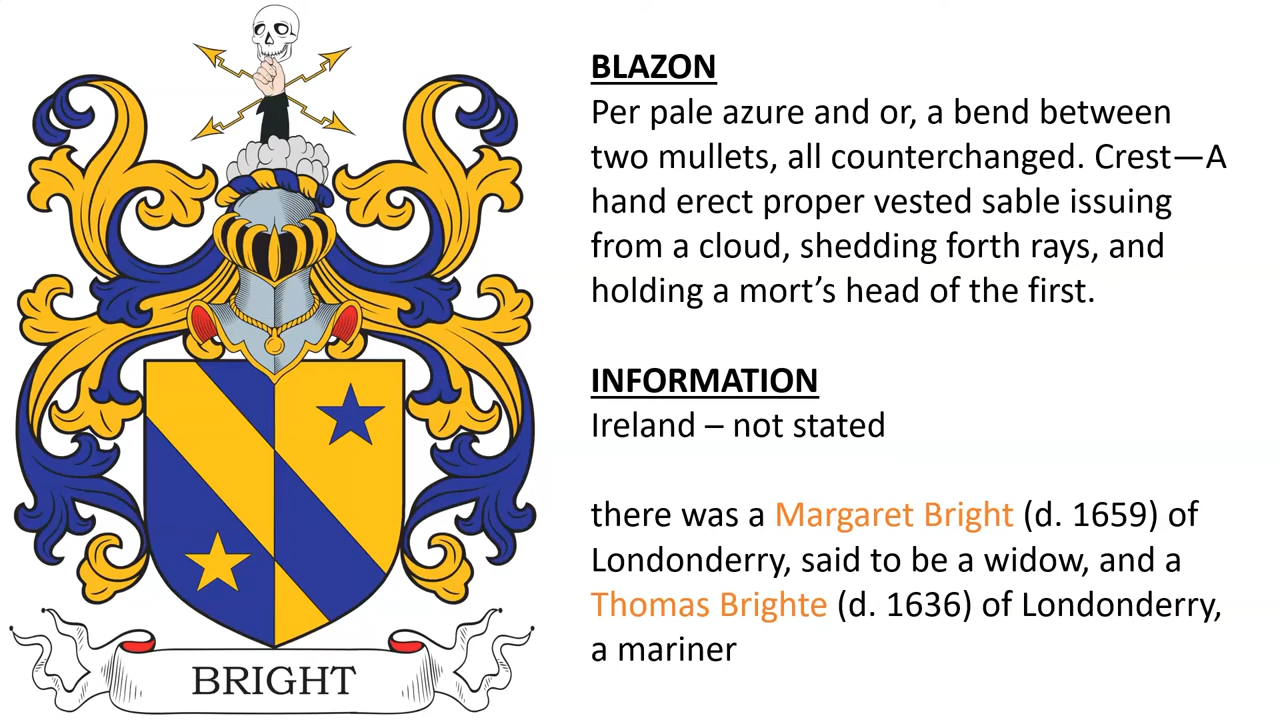 BLAZON
Per pale azure and or, a bend between
two mullets, all counterchanged. Crest—A
hand erect proper vested sable issuing
from a cloud, shedding forth rays, and
holding a mort’s head of the first.
INFORMATION
Ireland – not stated
there was a Margaret Bright (d. 1659) of
Londonderry, said to be a widow, and a
Thomas Brighte (d. 1636) of Londonderry,
a mariner
BRIGHT